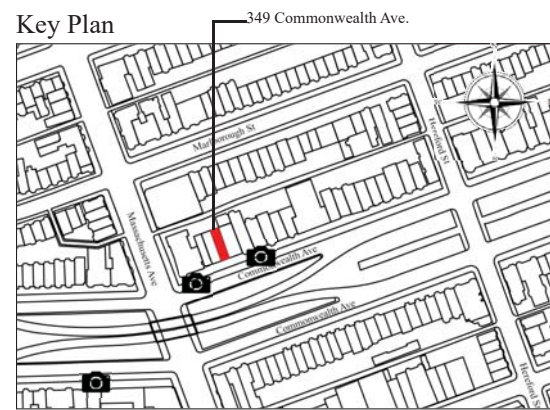 349 Commonwealth Ave.
Key Plan
Marlborough St
Hereford St
Massachusetts Ave
Commonwealth Ave
Commonwealth Ave
Hereford St